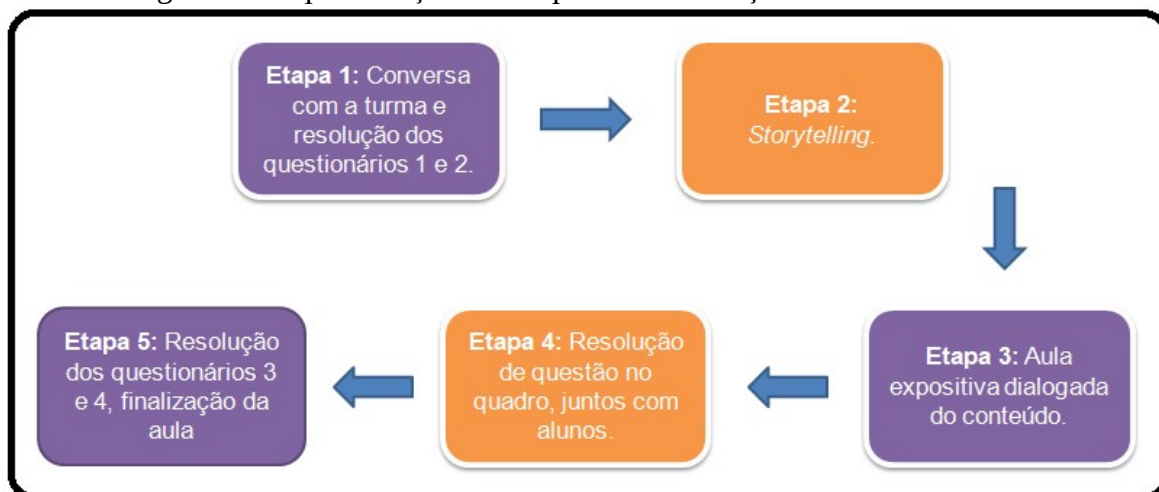 Etapa 1: Conversa
com a turma e
resolução dos
questionários 1 e 2.
Etapa 2:
Storytelling.
Etapa 3: Aula
expositiva dialogada
do conteúdo.
Etapa 4: Resolução
de questão no
quadro, juntos com
alunos.
Etapa 5: Resolução
dos questionários 3
e 4, finalização da
aula